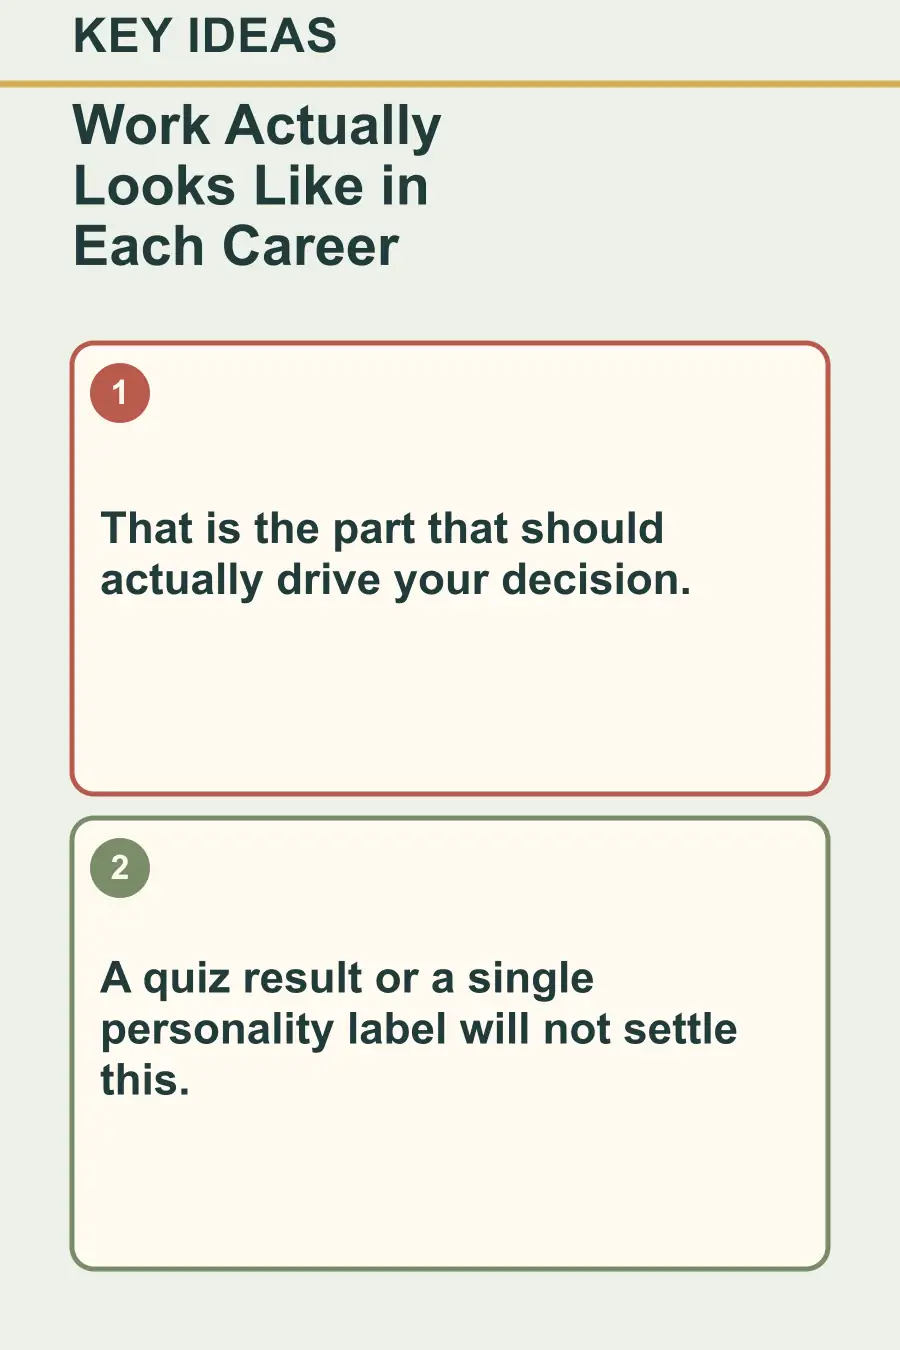 KEY IDEAS
Work Actually
Looks Like in
Each Career
1
That is the part that should
actually drive your decision.
2
A quiz result or a single
personality label will not settle
this.